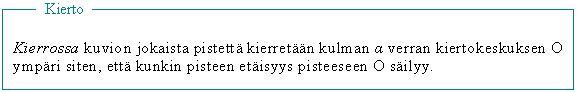 Kierto
Kierrossa kuvion jokaista pistettä kierretään kulman α verran kiertokeskuksen O
ympäri siten, että kunkin pisteen etäisyys pisteeseen O säilyy.